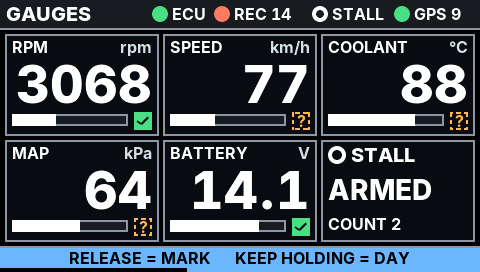 GAUGES ECU REC 14 STALL GPS 9
RPM rpm SPEED km/h COOLANT °C
3068 77 88
? ?
MAP kPa BATTERY V STALL
64 14.1 ARMED
? COUNT 2
RELEASE = MARK KEEP HOLDING = DAY